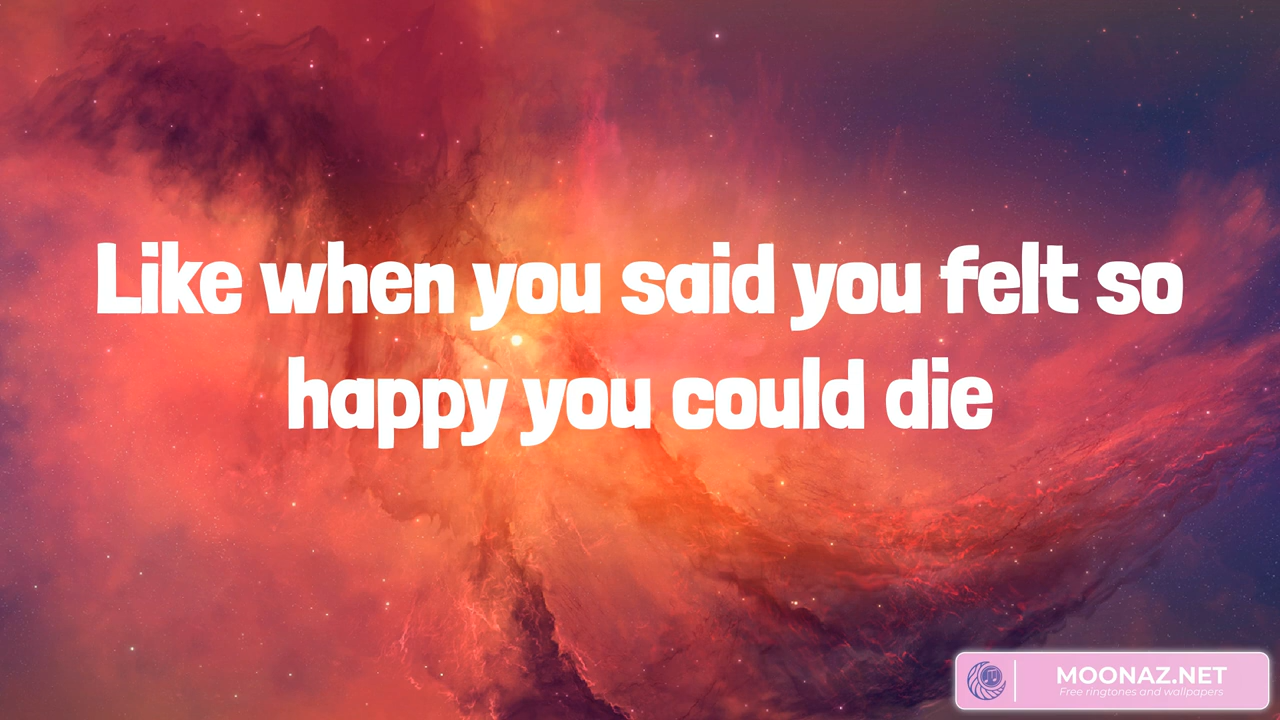 Like when you said you felt so
happy you could die
MOONAZ.NET
Free ringtones and wallpapers